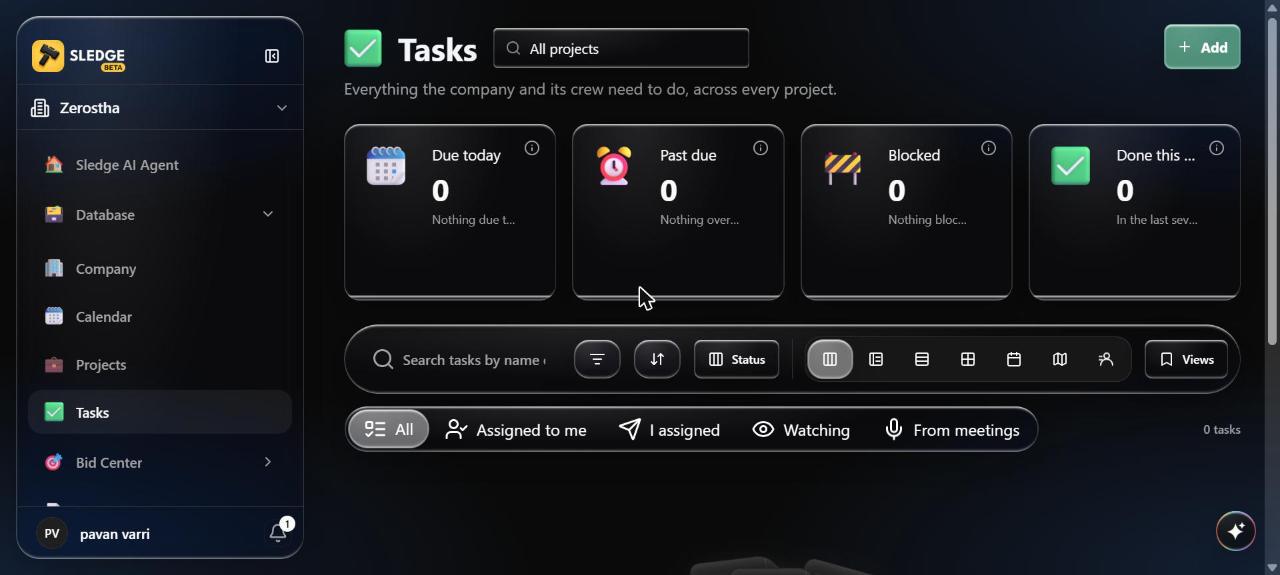 SLEDGE
BETA
Zerostha
Sledge AI Agent
Database
Company
Calendar
Projects
Tasks
Bid Center
PV
pavan varri
1
Tasks
All projects
Add
Everything the company and its crew need to do, across every project.
Due today
0
Nothing due t...
Past due
0
Nothing over...
Blocked
0
Nothing bloc...
Done this ...
0
In the last sev...
Search tasks by name
Status
Views
All
Assigned to me
I assigned
Watching
From meetings
0 tasks